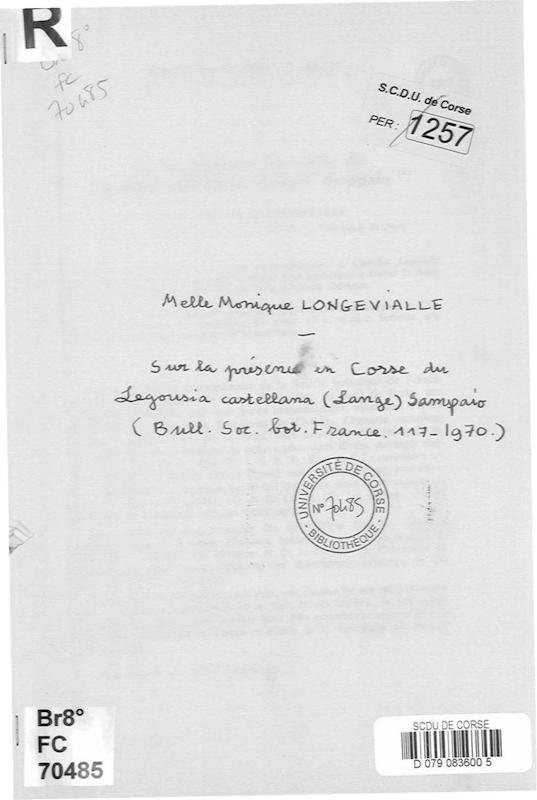 R
Br 8°
FC
70485
S.C.D.U. de Corse
PER: 1257
Melle Monique LONGEVIALLE
Sur la présence en Corse du
Legousia castellana (Lange) Sampaio
( Bull. Soc. bot. France. 117-1970.)
UNIVERSITÉ DE CORSE
N° 70485
BIBLIOTHÈQUE
Br8°
FC
70485
SCDU DE CORSE
D 079 083600 5